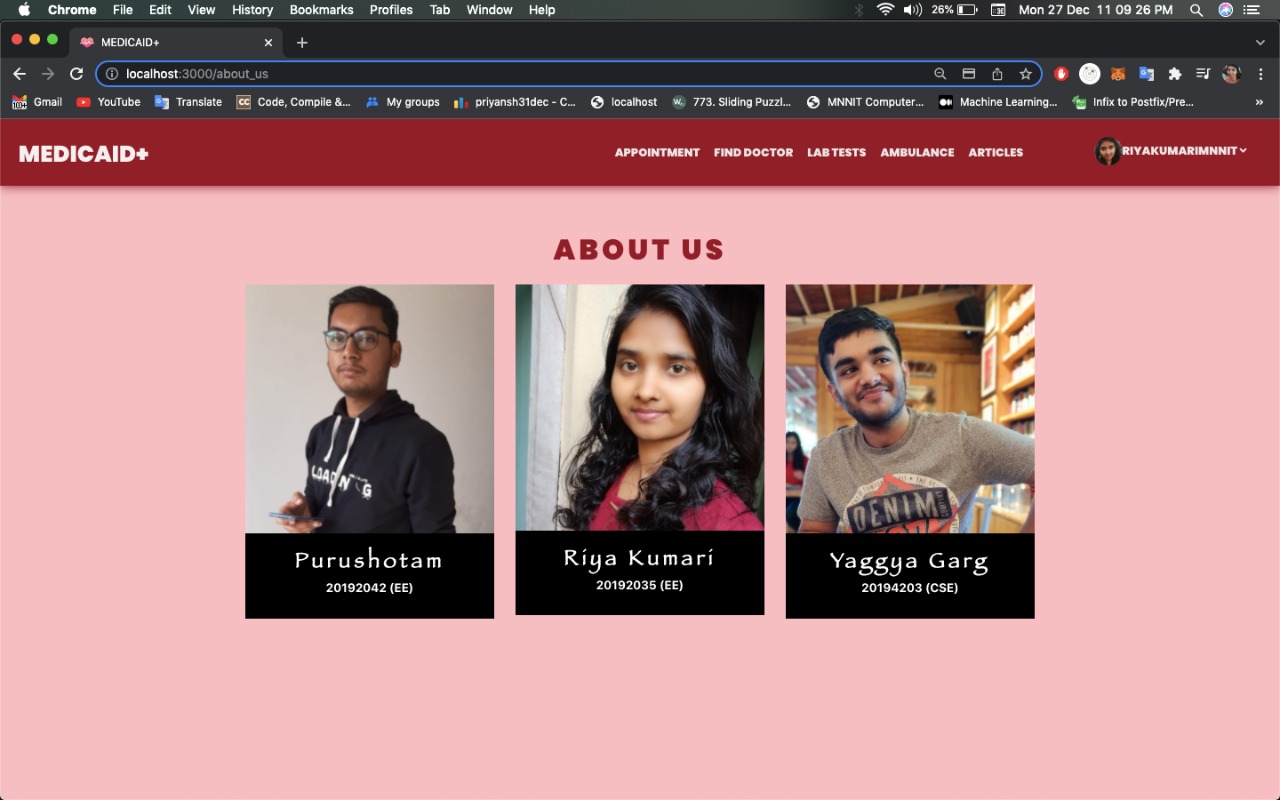 Chrome File Edit View History Bookmarks Profiles Tab Window Help 26% Mon 27 Dec 11 09 26 PM
MEDICAID+
localhost:3000/about_us
Gmail YouTube Translate CC Code, Compile &... My groups priyansh31dec - C... localhost 773. Sliding Puzzl... MNNIT Computer... Machine Learning... Infix to Postfix/Pre... »
MEDICAID+ APPOINTMENT FIND DOCTOR LAB TESTS AMBULANCE ARTICLES RIYAKUMARIMNNIT
ABOUT US
DENIM
Purushotam
20192042 (EE)
Riya Kumari
20192035 (EE)
Yaggya Garg
20194203 (CSE)